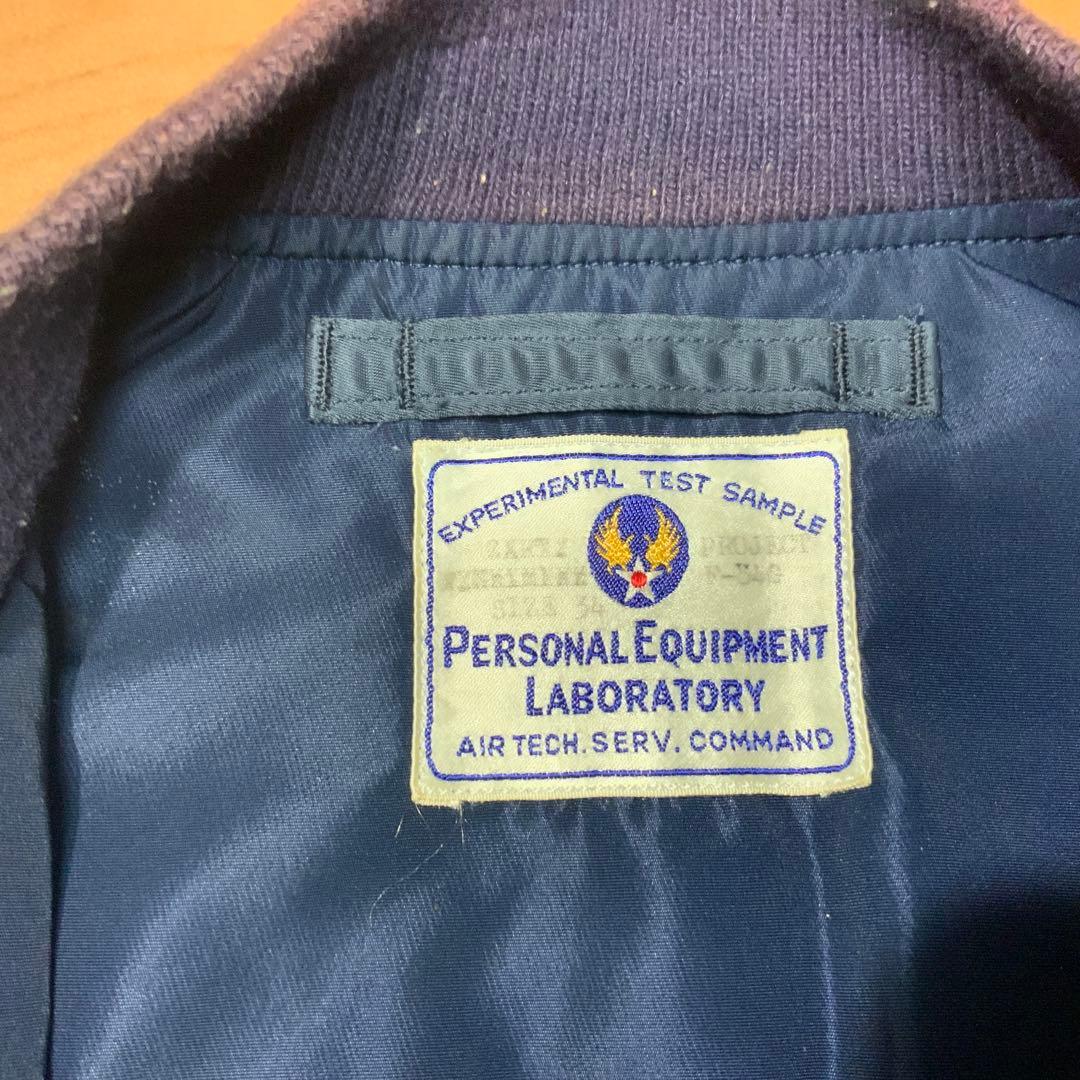 EXPERIMENTAL TEST SAMPLE
PROJECT
SIZE 34
PERSONAL EQUIPMENT
LABORATORY
AIR TECH. SERV. COMMAND